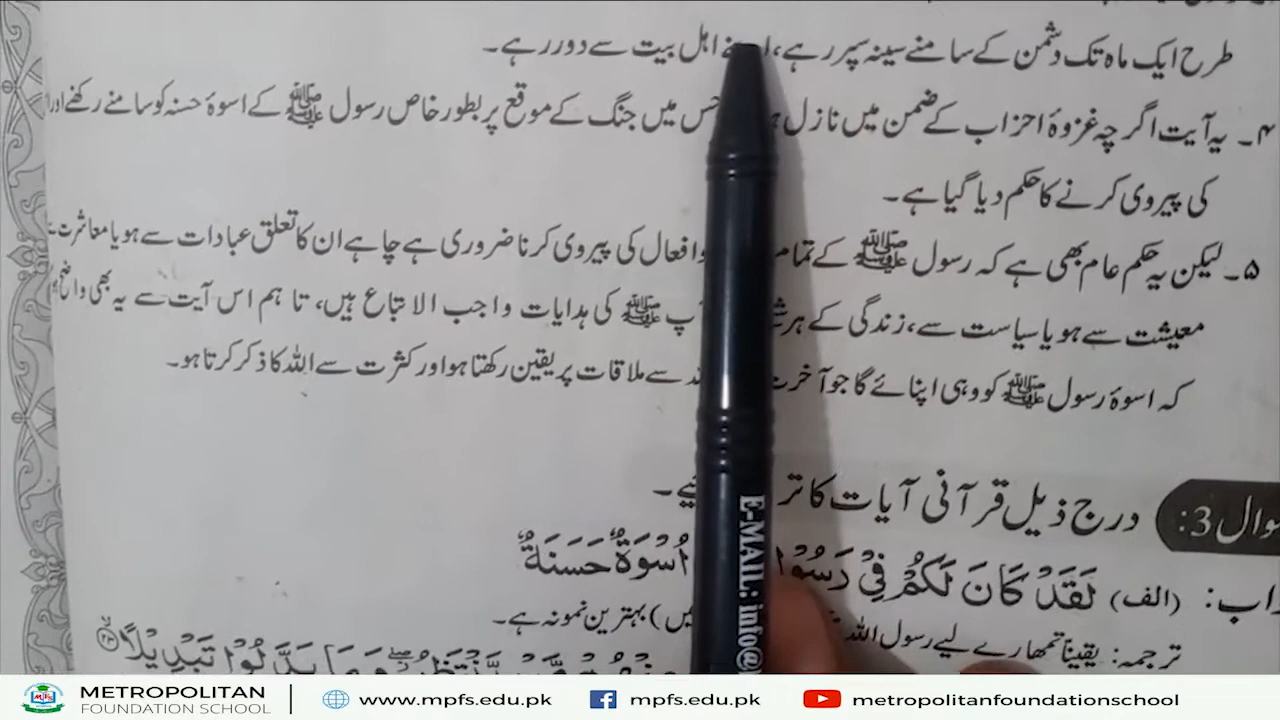 طرح ایک ماہ تک دشمن کے سامنے سینہ سپر رہے، اہل بیت سے دور رہے۔
۴۔ یہ آیت اگرچہ غزوۂ احزاب کے ضمن میں نازل جس میں جنگ کے موقع پر بطور خاص رسول ﷺ کے اسوۂ حسنہ کو سامنے رکھنے اور
کی پیروی کرنے کا حکم دیا گیا ہے۔
۵۔ لیکن یہ حکم عام بھی ہے کہ رسول ﷺ کے تمام وافعال کی پیروی کرنا ضروری ہے چاہے ان کا تعلق عبادات سے ہو یا معاشرت
معیشت سے ہو یا سیاست سے، زندگی کے ہر ﷺ کی ہدایات واجب الاتباع ہیں، تاہم اس آیت سے یہ بھی
کہ اسوۂ رسول ﷺ کو وہی اپنائے گا جو آخرت سے ملاقات پر یقین رکھتا ہو اور کثرت سے اللہ کا ذکر کرتا ہو۔
سوال 3: درج ذیل قرآنی آیات کا
(الف) لَقَدْ كَانَ لَكُمْ فِيْ اُسْوَةٌ حَسَنَةٌ
ترجمہ: یقیناً تمھارے لیے رسول اللہ بہترین نمونہ ہے۔
وَمَا بَدَّلُوْا تَبْدِيْلًا
E-MAIL: info@
METROPOLITAN
FOUNDATION SCHOOL
www.mpfs.edu.pk
mpfs.edu.pk
metropolitanfoundationschool